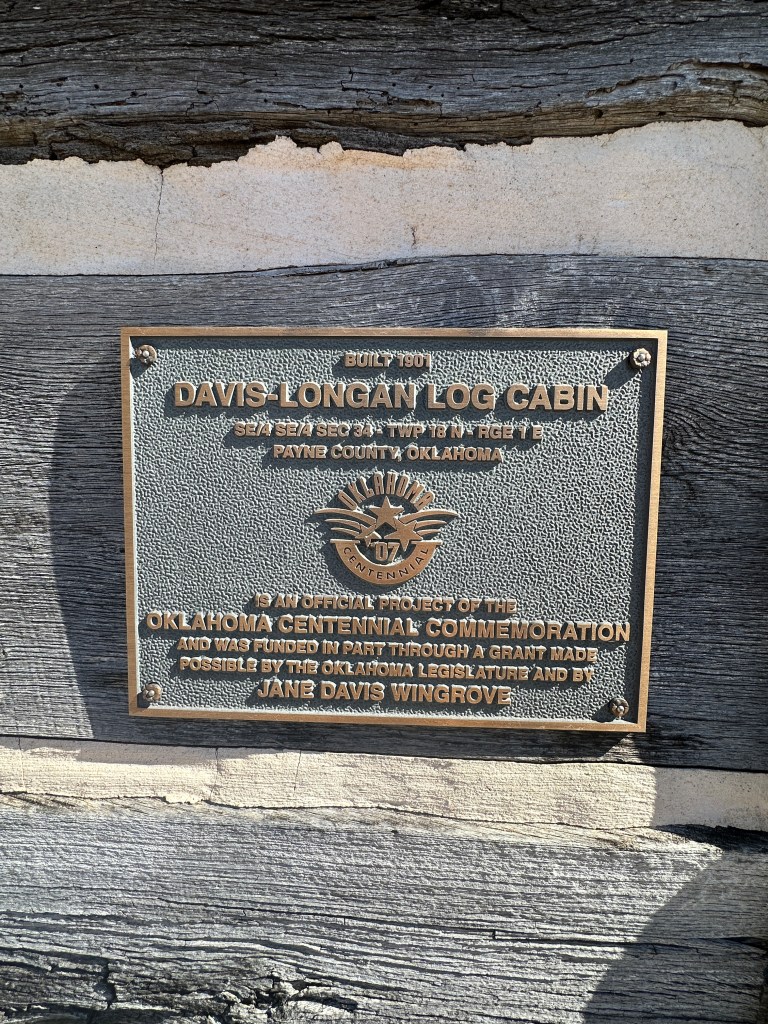 BUILT 1901
DAVIS-LONGAN LOG CABIN
SE/4 SE/4 SEC 34 - TWP 18 N - RGE 1 E
PAYNE COUNTY, OKLAHOMA
OKLAHOMA
'07
CENTENNIAL
IS AN OFFICIAL PROJECT OF THE
OKLAHOMA CENTENNIAL COMMEMORATION
AND WAS FUNDED IN PART THROUGH A GRANT MADE
POSSIBLE BY THE OKLAHOMA LEGISLATURE AND BY
JANE DAVIS WINGROVE